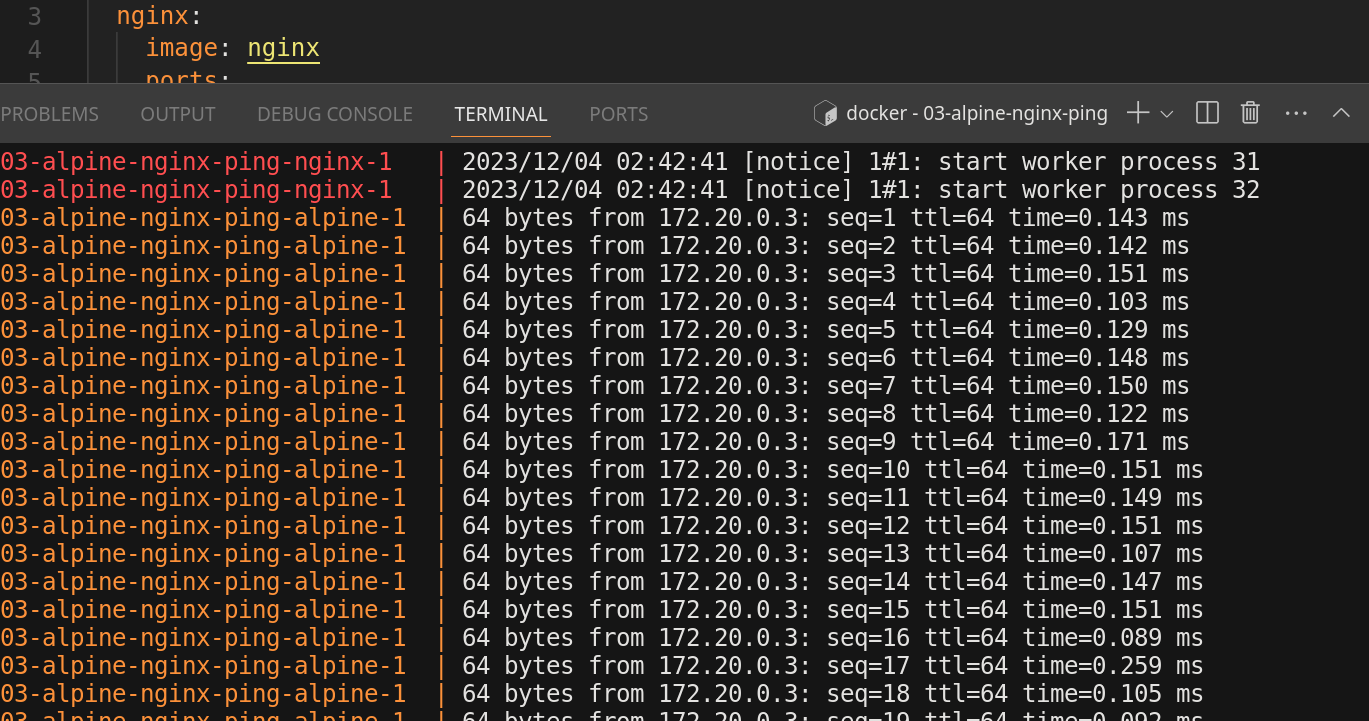 3 nginx:
4 image: nginx
5 ports:
PROBLEMS OUTPUT DEBUG CONSOLE TERMINAL PORTS docker - 03-alpine-nginx-ping
03-alpine-nginx-ping-nginx-1 | 2023/12/04 02:42:41 [notice] 1#1: start worker process 31
03-alpine-nginx-ping-nginx-1 | 2023/12/04 02:42:41 [notice] 1#1: start worker process 32
03-alpine-nginx-ping-alpine-1 | 64 bytes from 172.20.0.3: seq=1 ttl=64 time=0.143 ms
03-alpine-nginx-ping-alpine-1 | 64 bytes from 172.20.0.3: seq=2 ttl=64 time=0.142 ms
03-alpine-nginx-ping-alpine-1 | 64 bytes from 172.20.0.3: seq=3 ttl=64 time=0.151 ms
03-alpine-nginx-ping-alpine-1 | 64 bytes from 172.20.0.3: seq=4 ttl=64 time=0.103 ms
03-alpine-nginx-ping-alpine-1 | 64 bytes from 172.20.0.3: seq=5 ttl=64 time=0.129 ms
03-alpine-nginx-ping-alpine-1 | 64 bytes from 172.20.0.3: seq=6 ttl=64 time=0.148 ms
03-alpine-nginx-ping-alpine-1 | 64 bytes from 172.20.0.3: seq=7 ttl=64 time=0.150 ms
03-alpine-nginx-ping-alpine-1 | 64 bytes from 172.20.0.3: seq=8 ttl=64 time=0.122 ms
03-alpine-nginx-ping-alpine-1 | 64 bytes from 172.20.0.3: seq=9 ttl=64 time=0.171 ms
03-alpine-nginx-ping-alpine-1 | 64 bytes from 172.20.0.3: seq=10 ttl=64 time=0.151 ms
03-alpine-nginx-ping-alpine-1 | 64 bytes from 172.20.0.3: seq=11 ttl=64 time=0.149 ms
03-alpine-nginx-ping-alpine-1 | 64 bytes from 172.20.0.3: seq=12 ttl=64 time=0.151 ms
03-alpine-nginx-ping-alpine-1 | 64 bytes from 172.20.0.3: seq=13 ttl=64 time=0.107 ms
03-alpine-nginx-ping-alpine-1 | 64 bytes from 172.20.0.3: seq=14 ttl=64 time=0.147 ms
03-alpine-nginx-ping-alpine-1 | 64 bytes from 172.20.0.3: seq=15 ttl=64 time=0.151 ms
03-alpine-nginx-ping-alpine-1 | 64 bytes from 172.20.0.3: seq=16 ttl=64 time=0.089 ms
03-alpine-nginx-ping-alpine-1 | 64 bytes from 172.20.0.3: seq=17 ttl=64 time=0.259 ms
03-alpine-nginx-ping-alpine-1 | 64 bytes from 172.20.0.3: seq=18 ttl=64 time=0.105 ms
03-alpine-nginx-ping-alpine-1 | 64 bytes from 172.20.0.3: seq=19 ttl=64 time=0.092 ms